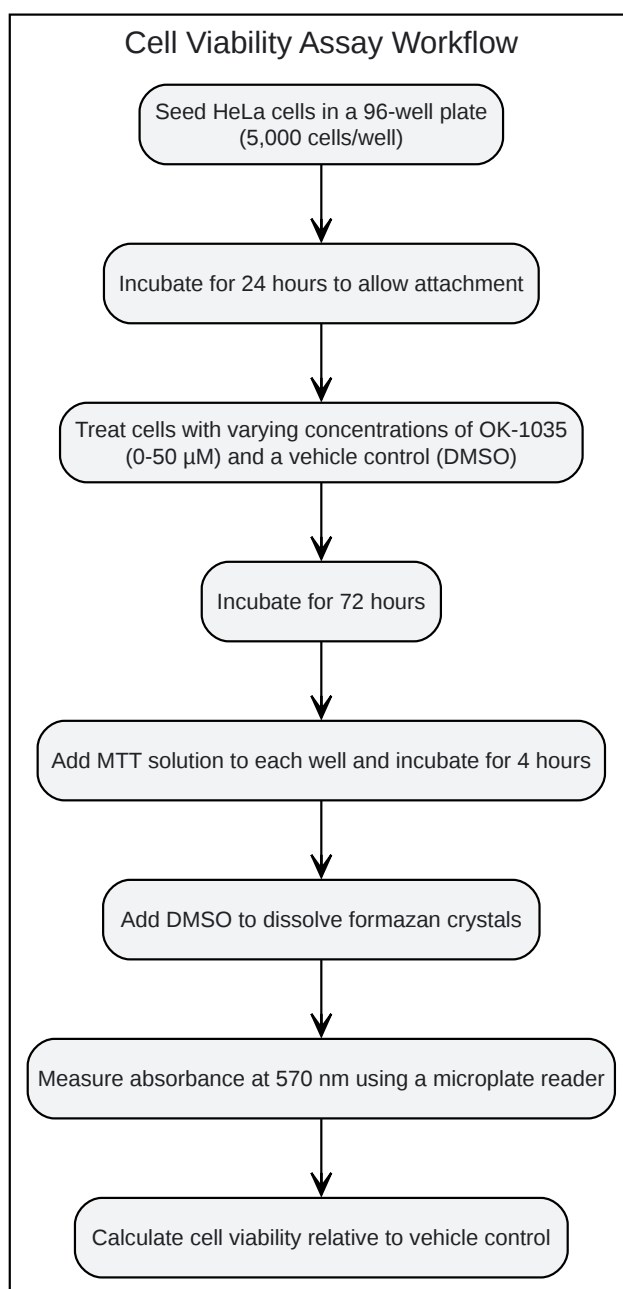 Cell Viability Assay Workflow
Seed HeLa cells in a 96-well plate
(5,000 cells/well)
Incubate for 24 hours to allow attachment
Treat cells with varying concentrations of OK-1035
(0-50 µM) and a vehicle control (DMSO)
Incubate for 72 hours
Add MTT solution to each well and incubate for 4 hours
Add DMSO to dissolve formazan crystals
Measure absorbance at 570 nm using a microplate reader
Calculate cell viability relative to vehicle control